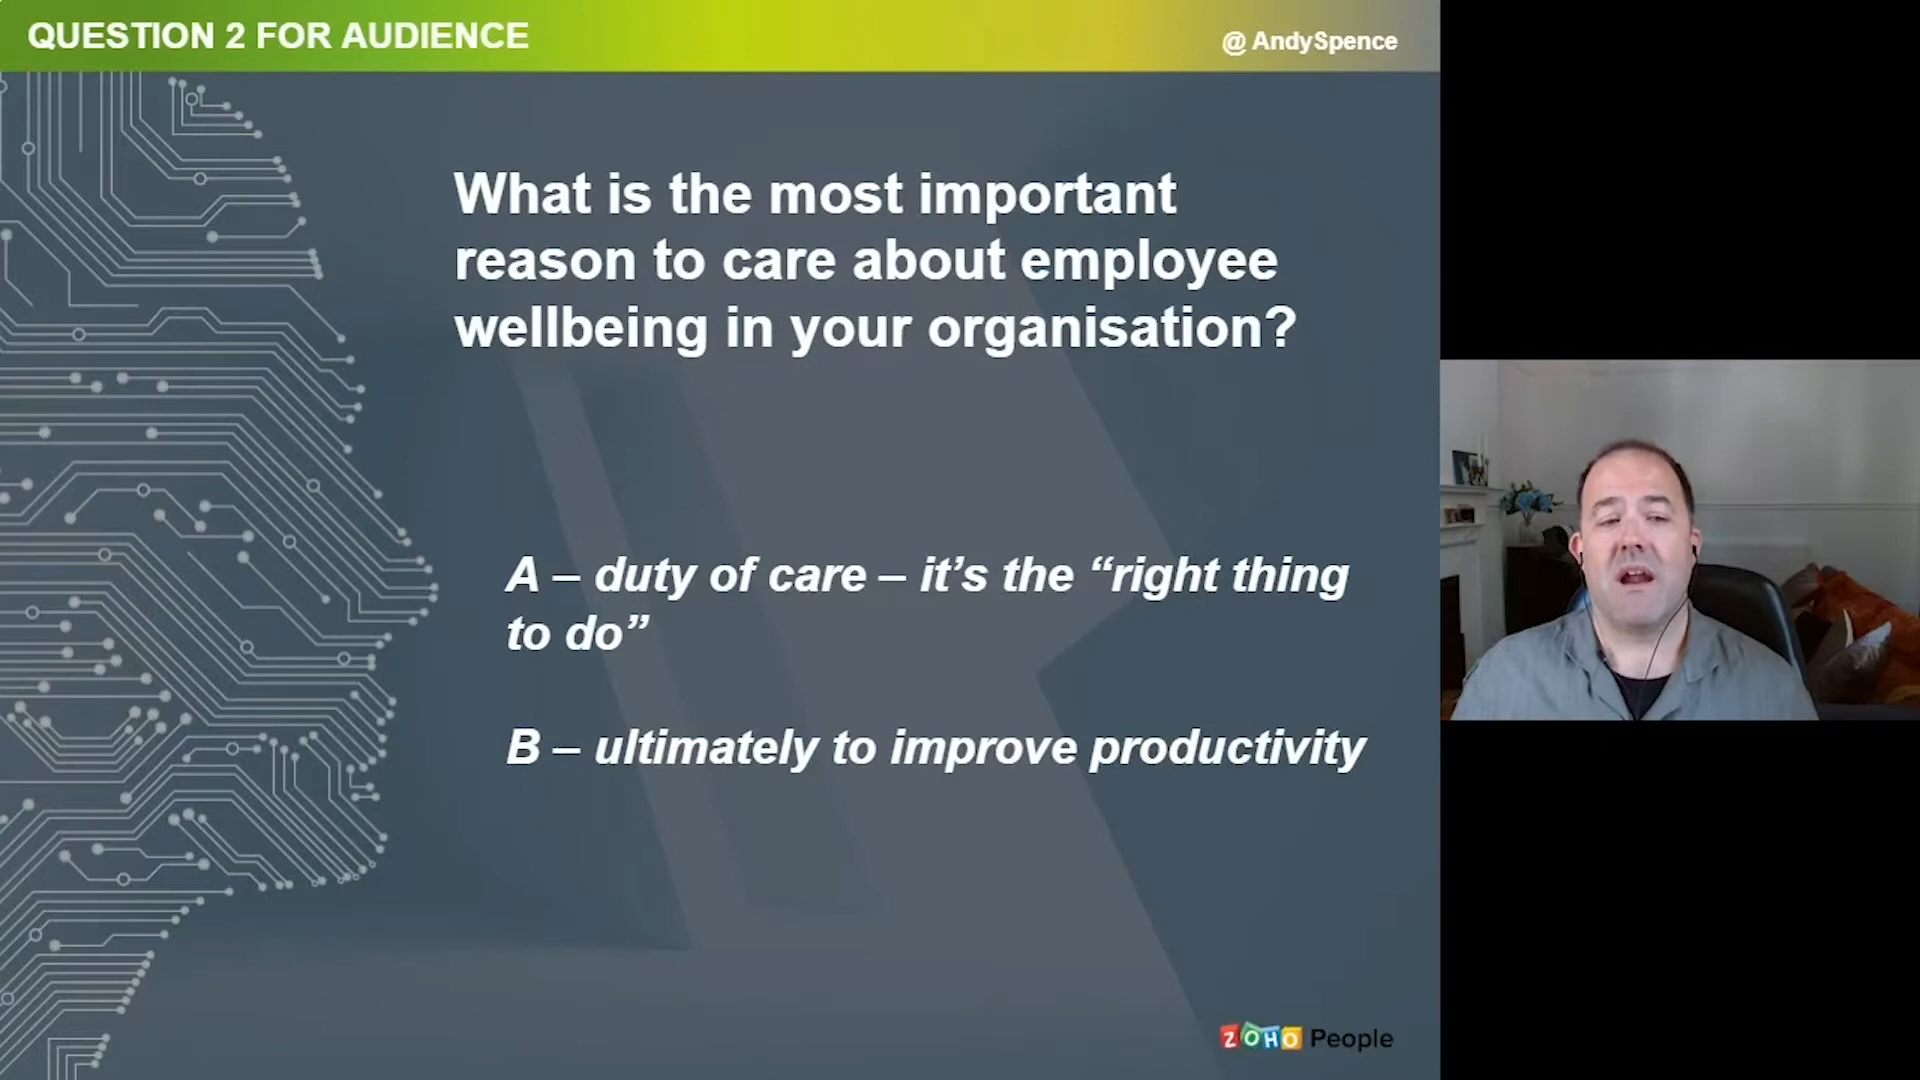 QUESTION 2 FOR AUDIENCE
@AndySpence
What is the most important
reason to care about employee
wellbeing in your organisation?
A – duty of care – it’s the “right thing
to do”
B – ultimately to improve productivity
ZOHO People